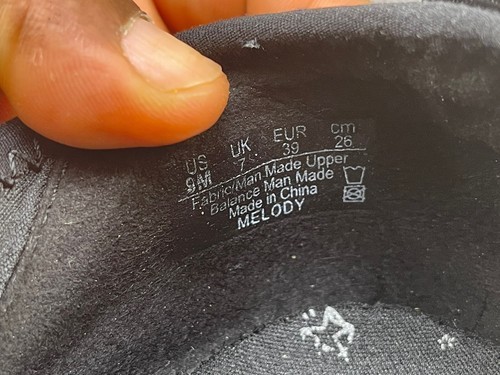 US UK EUR cm
9M 7 39 26
Fabric/Man Made Upper
Balance Man Made
Made in China
MELODY